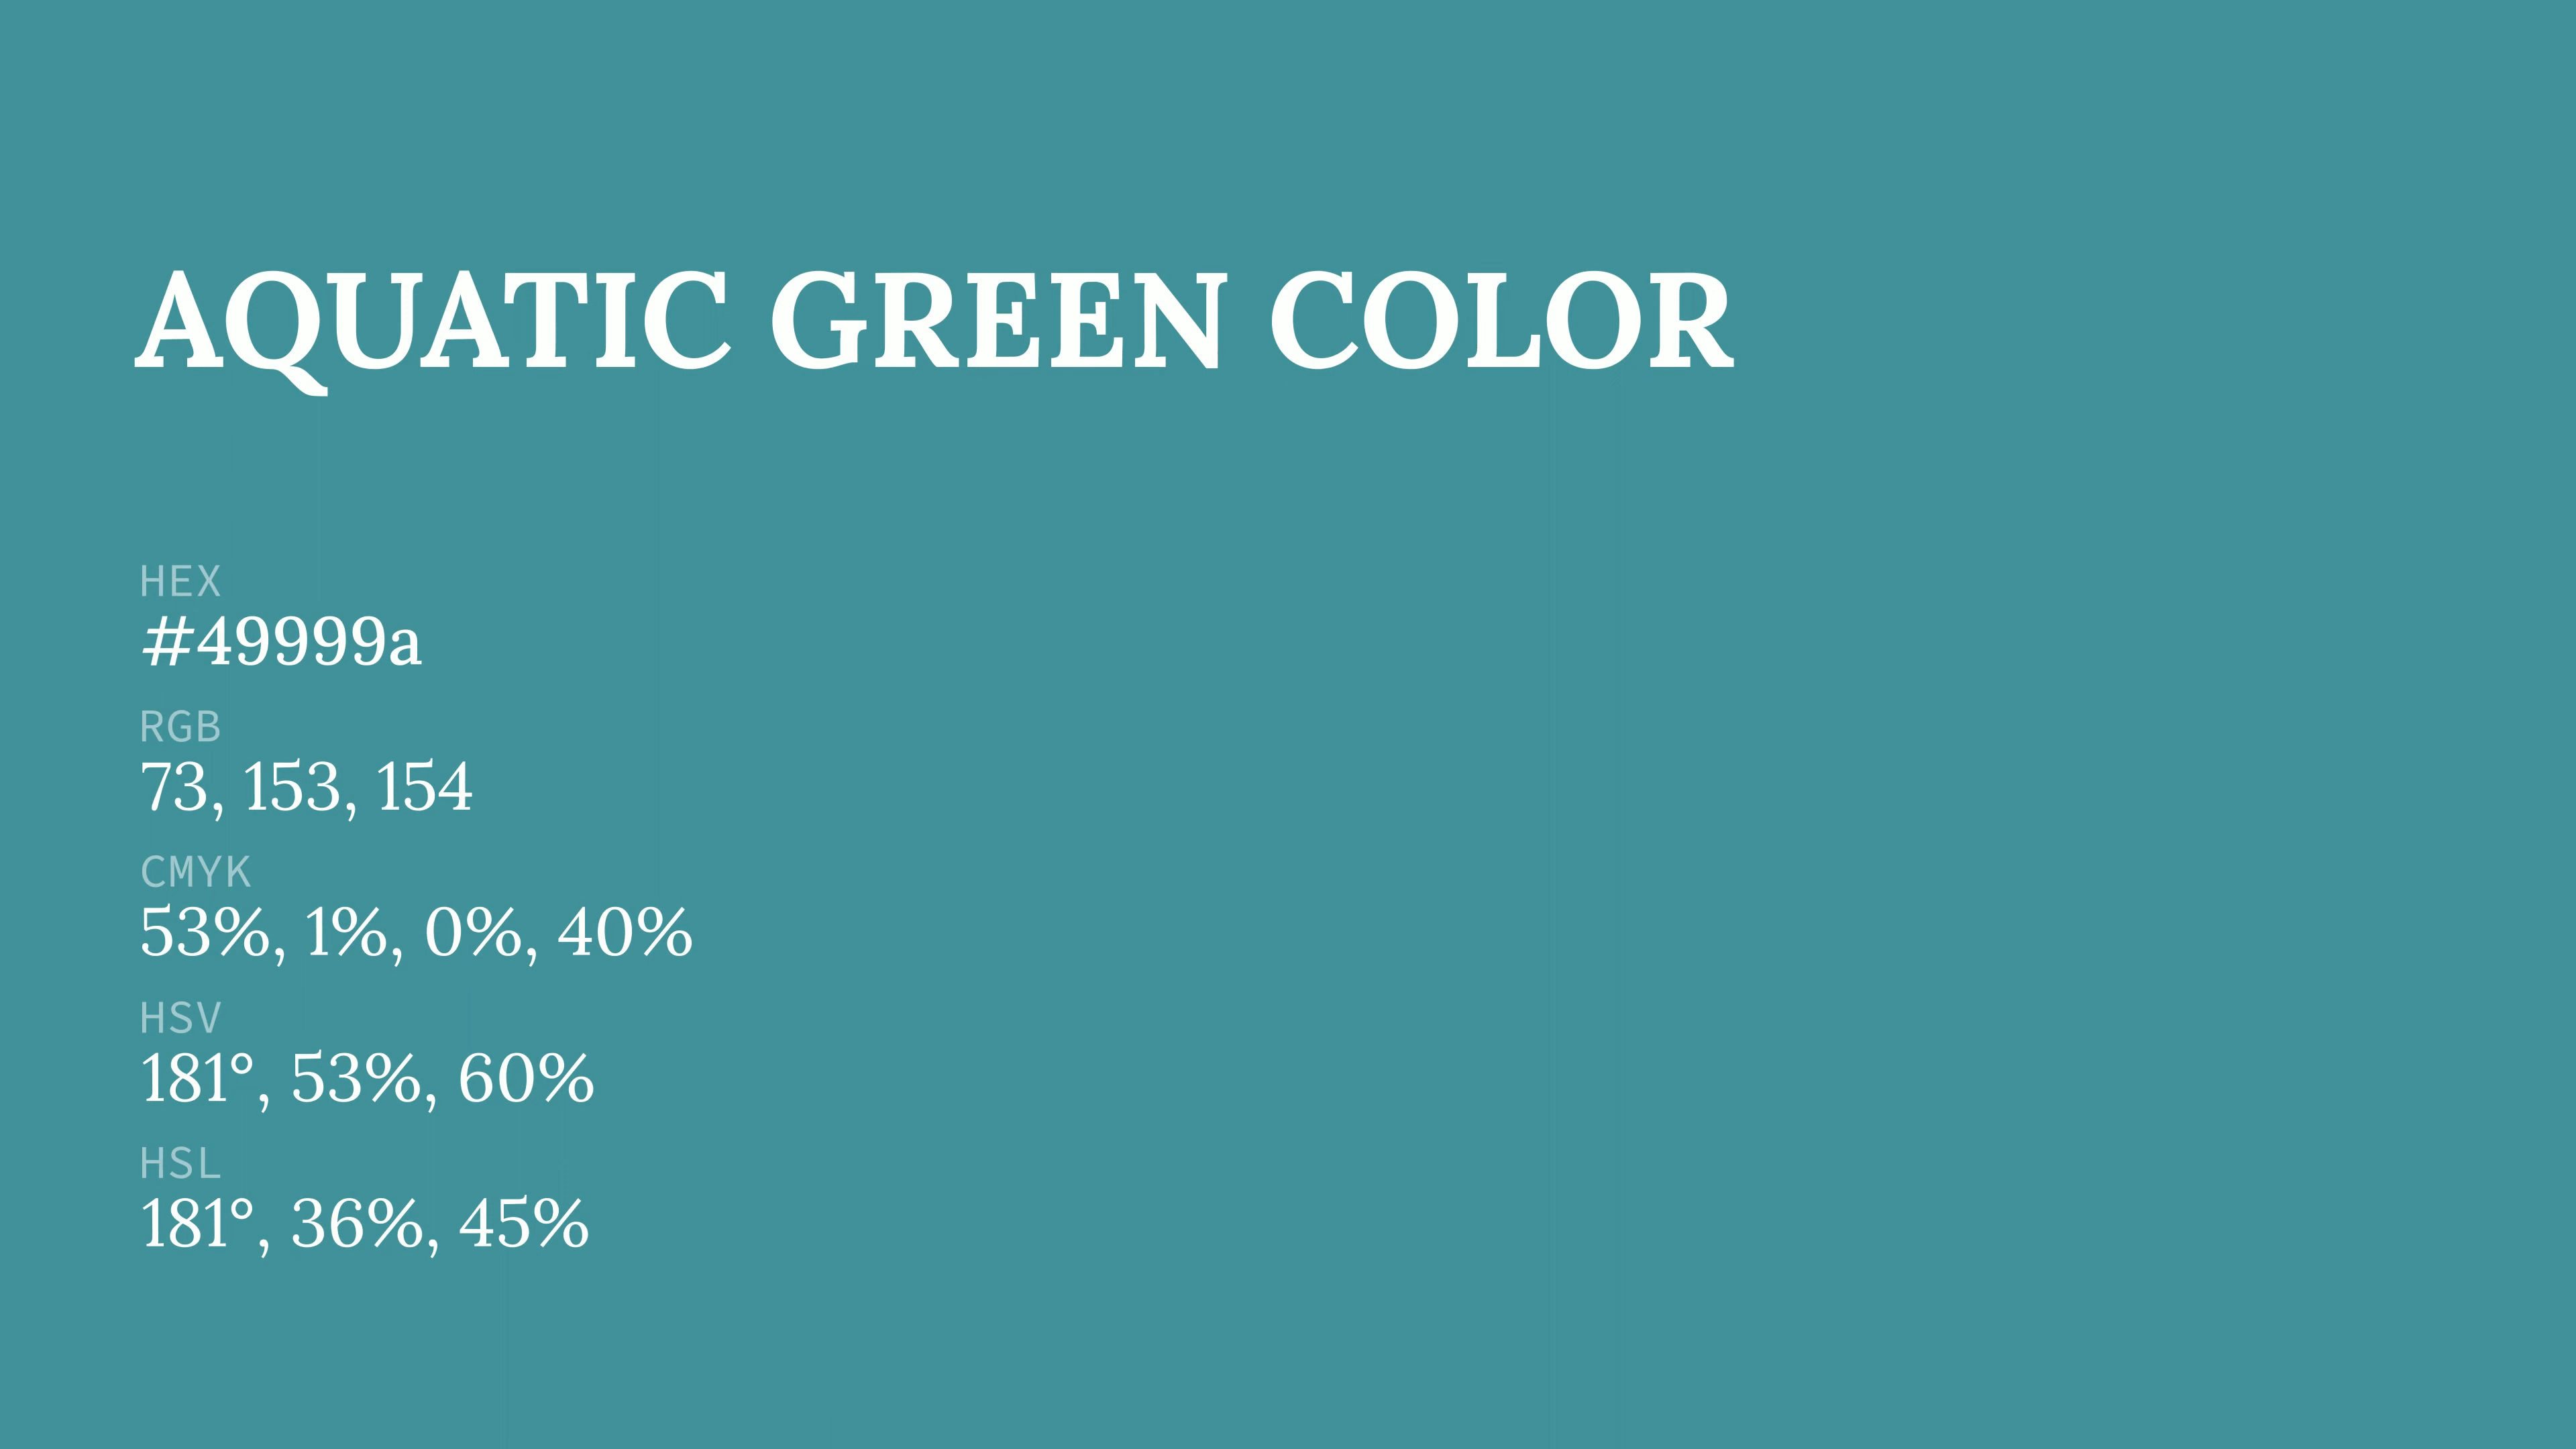 AQUATIC GREEN COLOR
HEX
#49999a
RGB
73, 153, 154
CMYK
53%, 1%, 0%, 40%
HSV
181°, 53%, 60%
HSL
181°, 36%, 45%